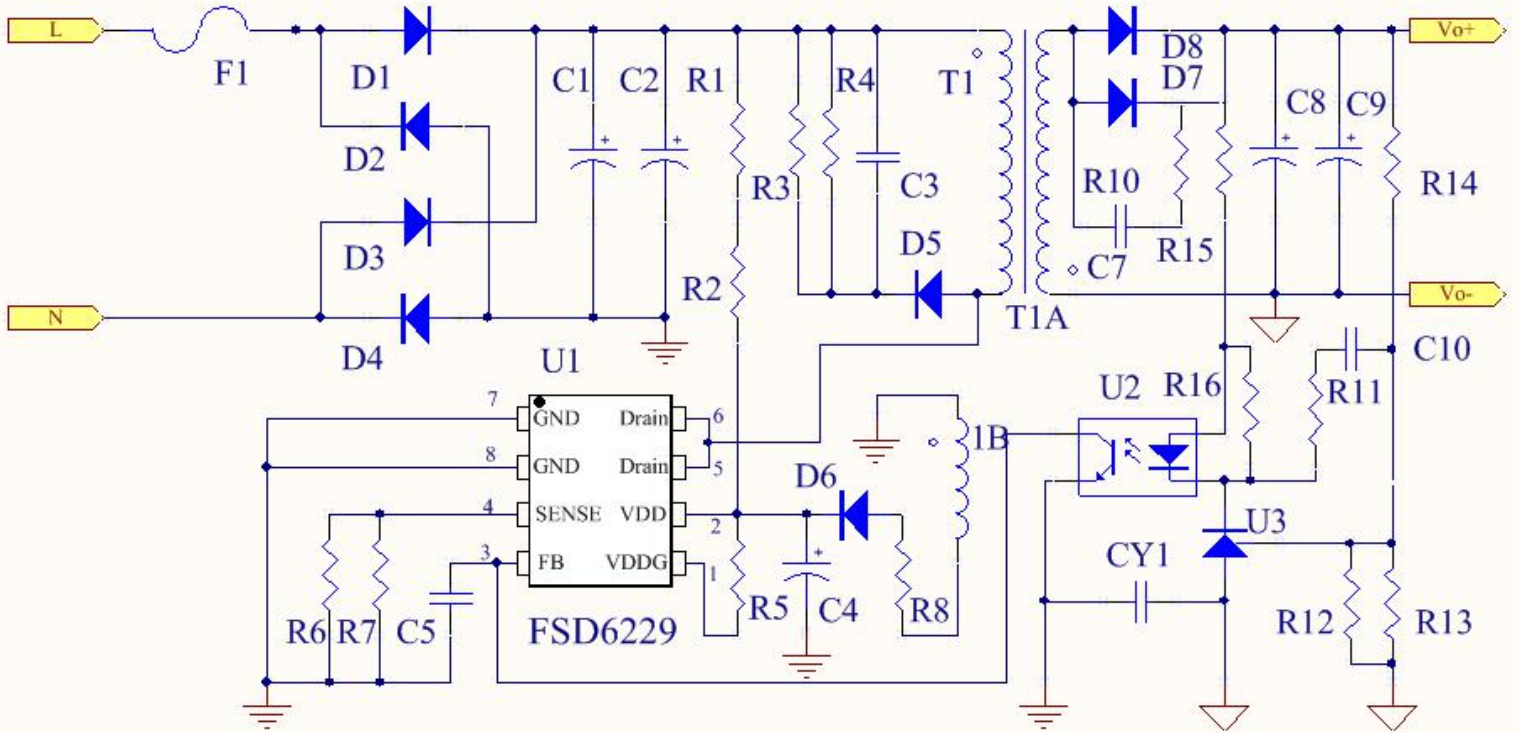 L
F1
D1
D2
D3
D4
N
C1
C2
R1
R2
R3
R4
C3
D5
T1
T1A
D8
D7
R10
C7
R15
C8
C9
R14
Vo+
Vo-
U1
7
GND
Drain
6
8
GND
Drain
5
4
SENSE
VDD
2
3
FB
VDDG
1
FSD6229
R6
R7
C5
R5
C4
D6
R8
1B
U2
R16
R11
C10
U3
CY1
R12
R13
+
+
+
+
+